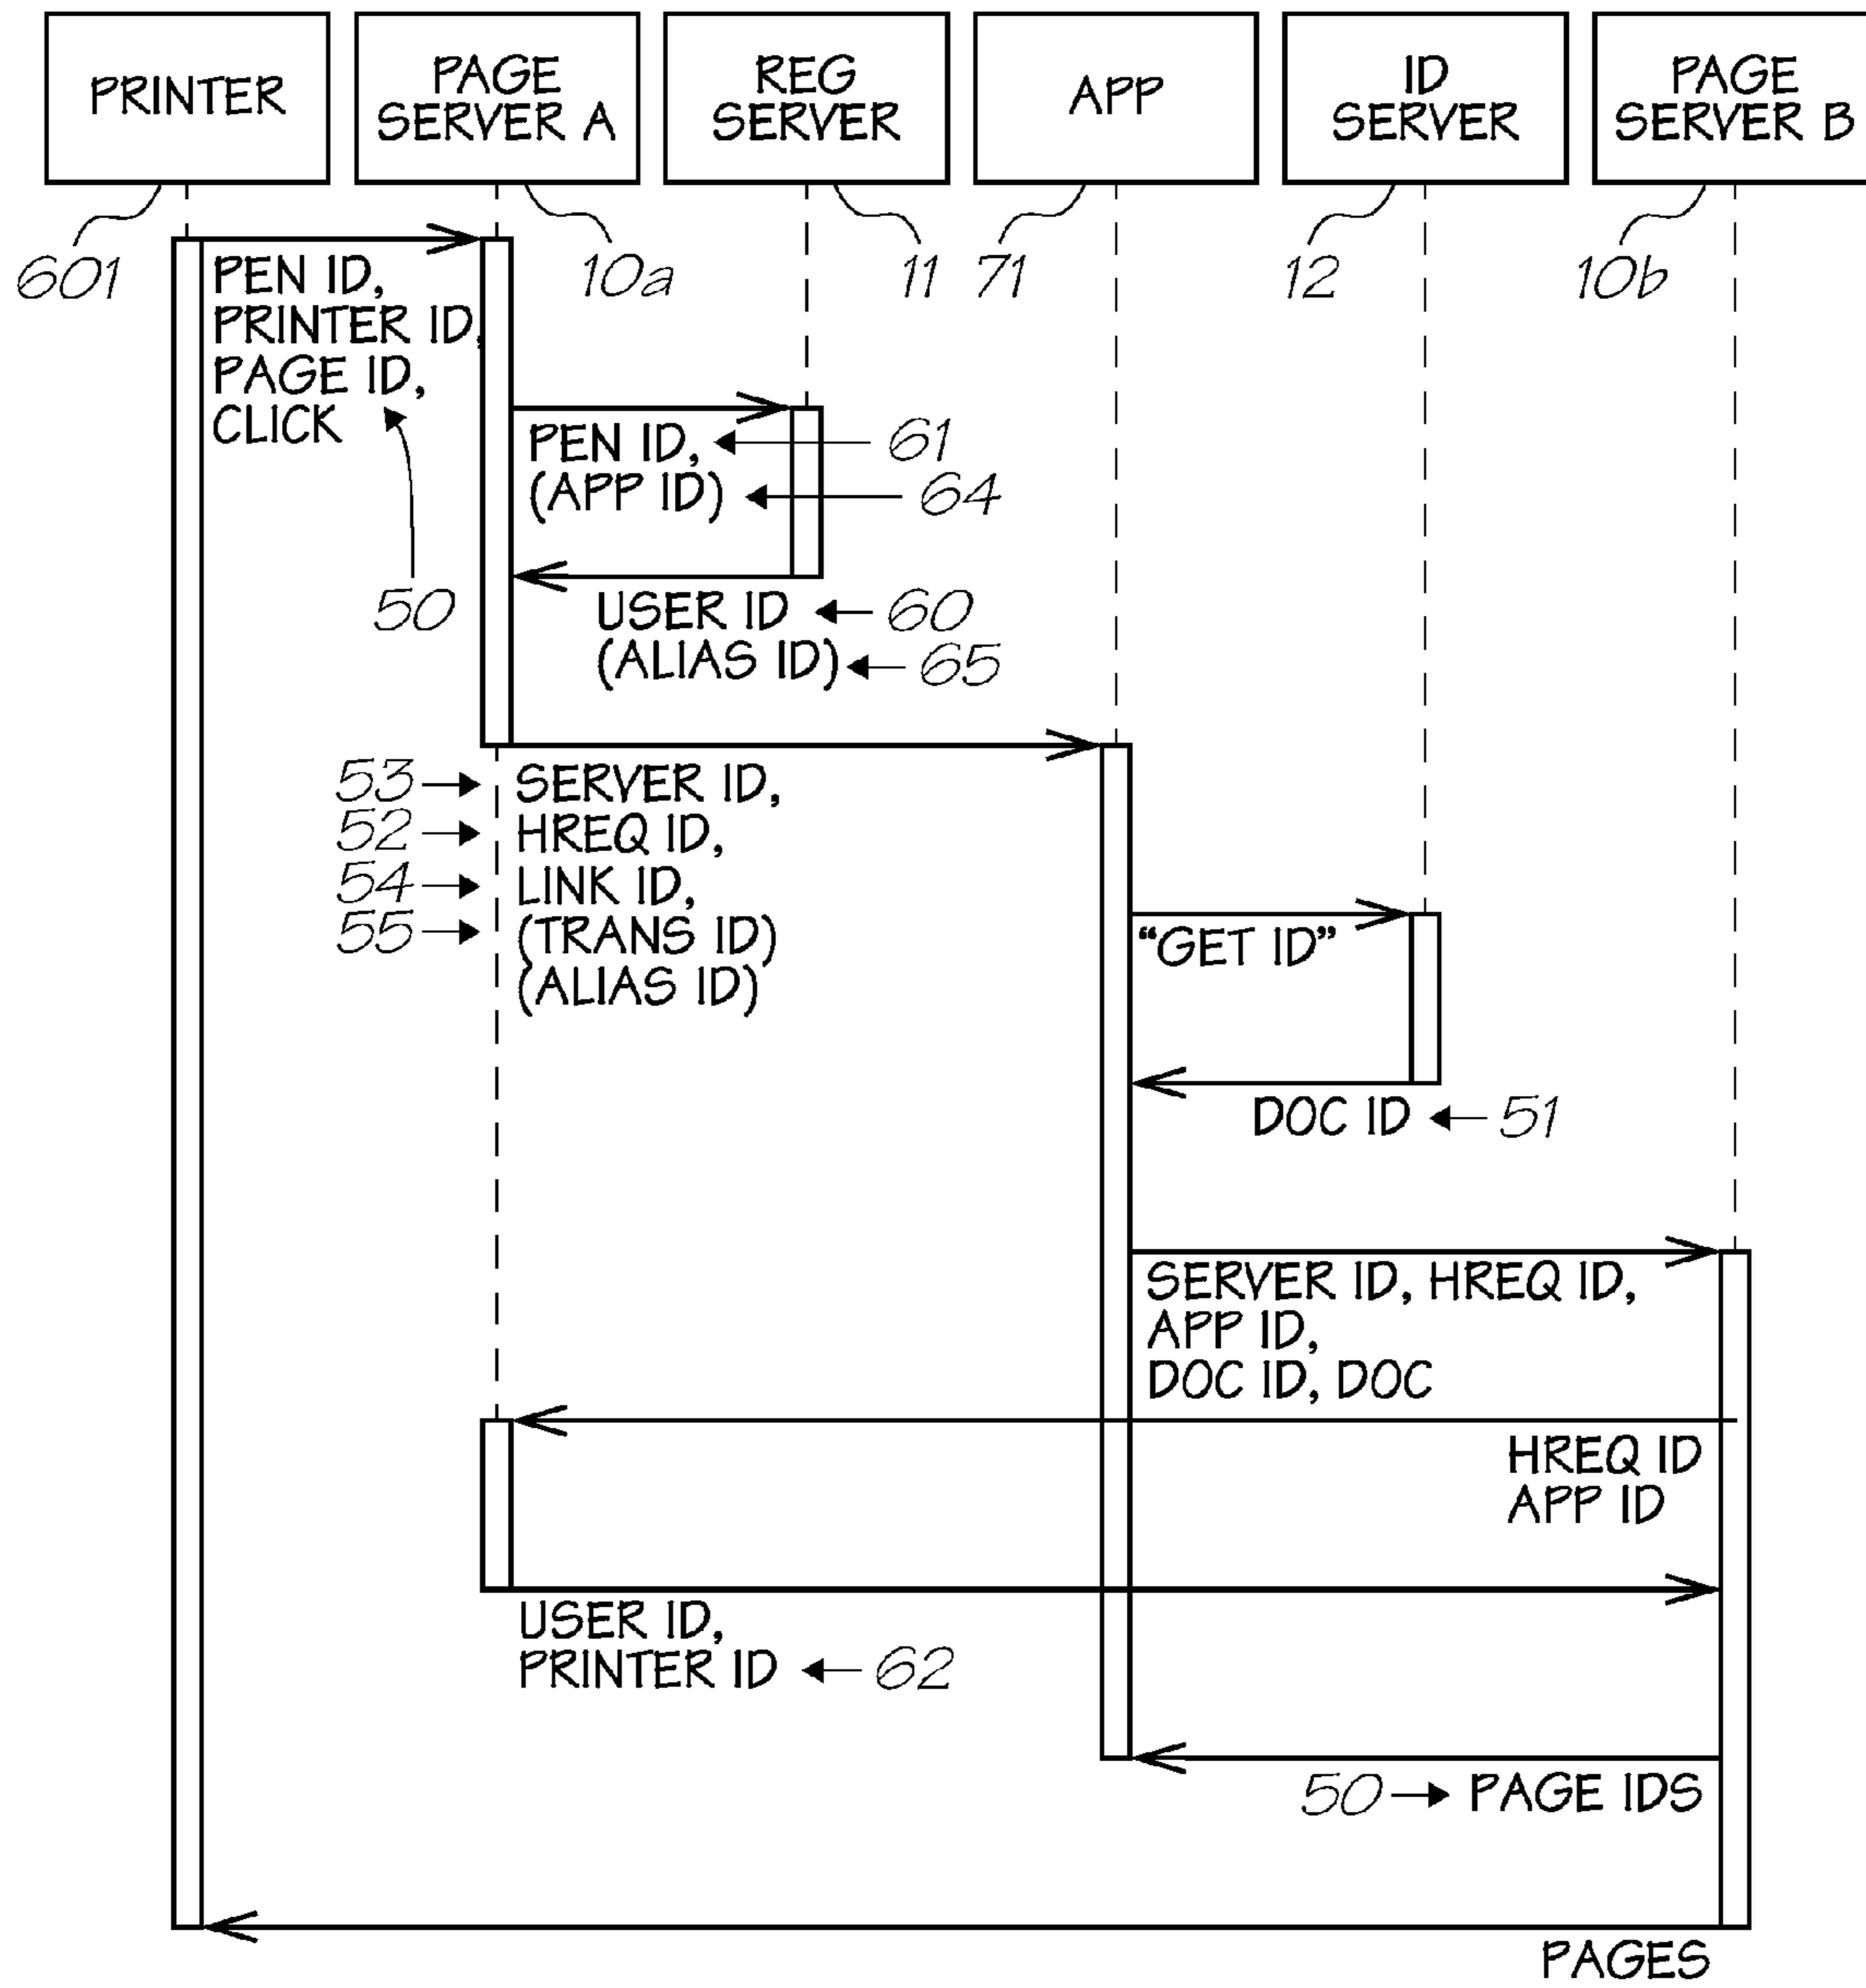 PRINTER
PAGE
SERVER A
REG
SERVER
APP
ID
SERVER
PAGE
SERVER B
601
10a
11
71
12
10b
PEN ID,
PRINTER ID,
PAGE ID,
CLICK
50
PEN ID,
61
(APP ID)
64
USER ID
60
(ALIAS ID)
65
53
SERVER ID,
52
HREQ ID,
54
LINK ID,
55
(TRANS ID)
(ALIAS ID)
“GET ID”
DOC ID
51
SERVER ID, HREQ ID,
APP ID,
DOC ID, DOC
HREQ ID
APP ID
USER ID,
PRINTER ID
62
50
PAGE IDS
PAGES